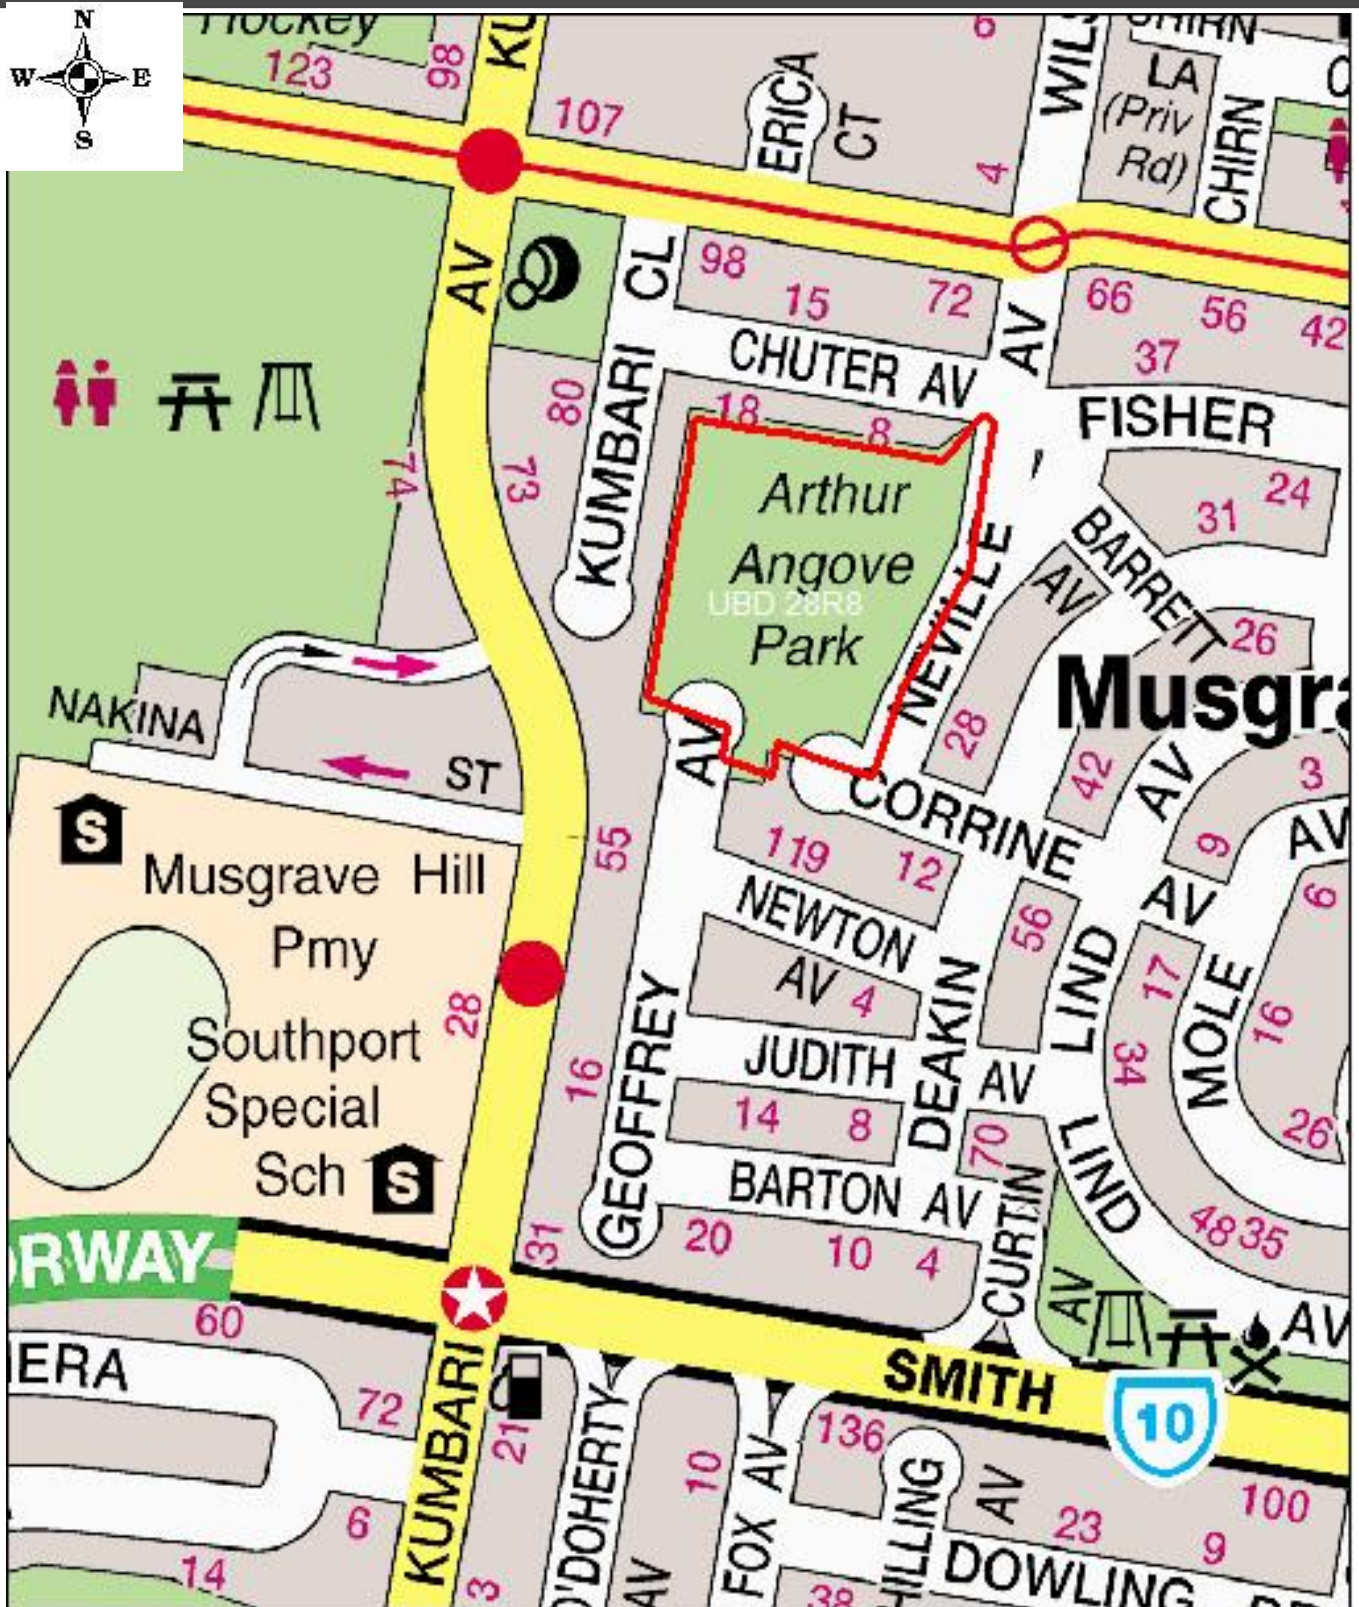 N
W
E
S
Hockey
123
98
KU
107
ERICA
CT
6
4
WIL
LA
(Priv
Rd)
CHIRN
AV
CL
98
15
72
66
56
42
37
CHUTER AV
AV
FISHER
24
31
80
KUMBARI
74
73
18
8
Arthur
Angove
UBD 28R8
Park
NEVILLE
BARRETT
AV
26
28
42
Musgra
NAKINA
ST
AV
CORRINE
AV
3
AV
9
6
AV
Musgrave Hill
Pmy
55
119
12
NEWTON
AV 4
56
LIND
17
MOLE
16
34
28
Southport
Special
Sch
16
GEOFFREY
JUDITH
AV
DEAKIN
14
8
70
26
BARTON AV
CURTIN
LIND
48
35
RWAY
31
20
10
4
AV
AV
60
IERA
72
SMITH
10
KUMBARI
21
O'DOHERTY
AV
10
FOX AV
136
HILLING
AV
23
100
9
6
14
3
38
DOWLING